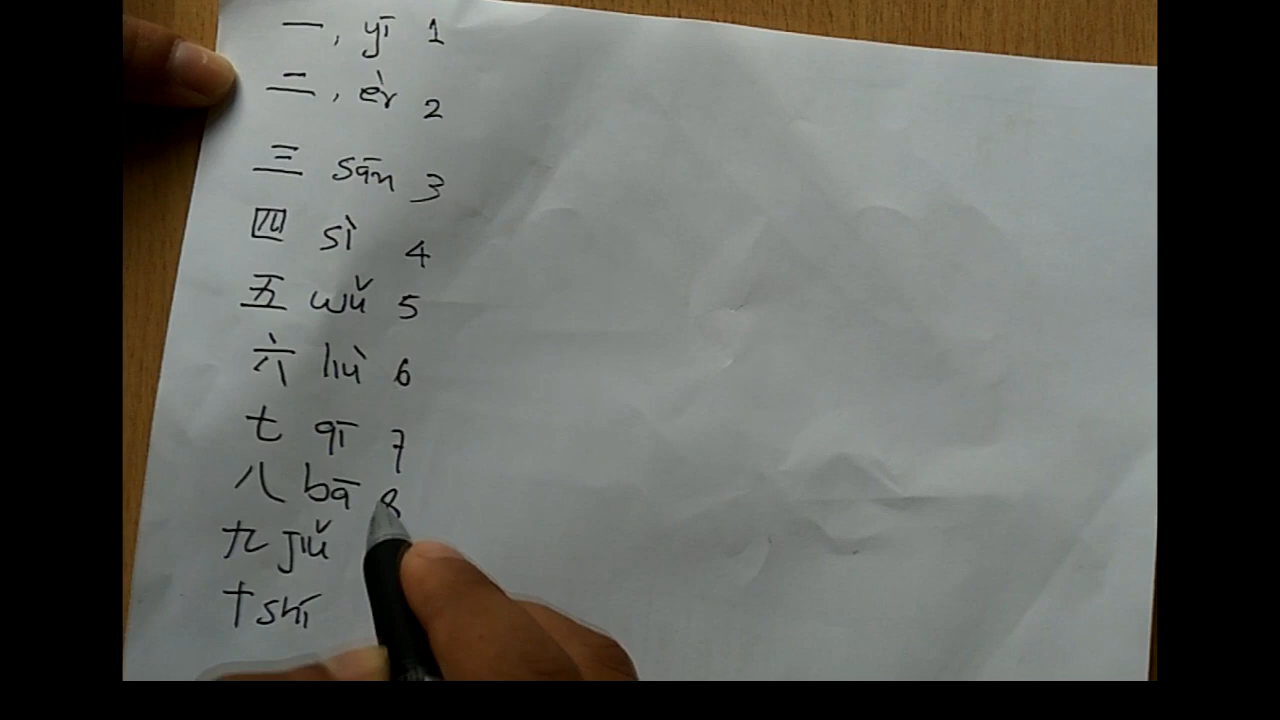 一, yī 1
二, èr 2
三 sān 3
四 sì 4
五 wǔ 5
六 liù 6
七 qī 7
八 bā 8
九 jiǔ
十 shí